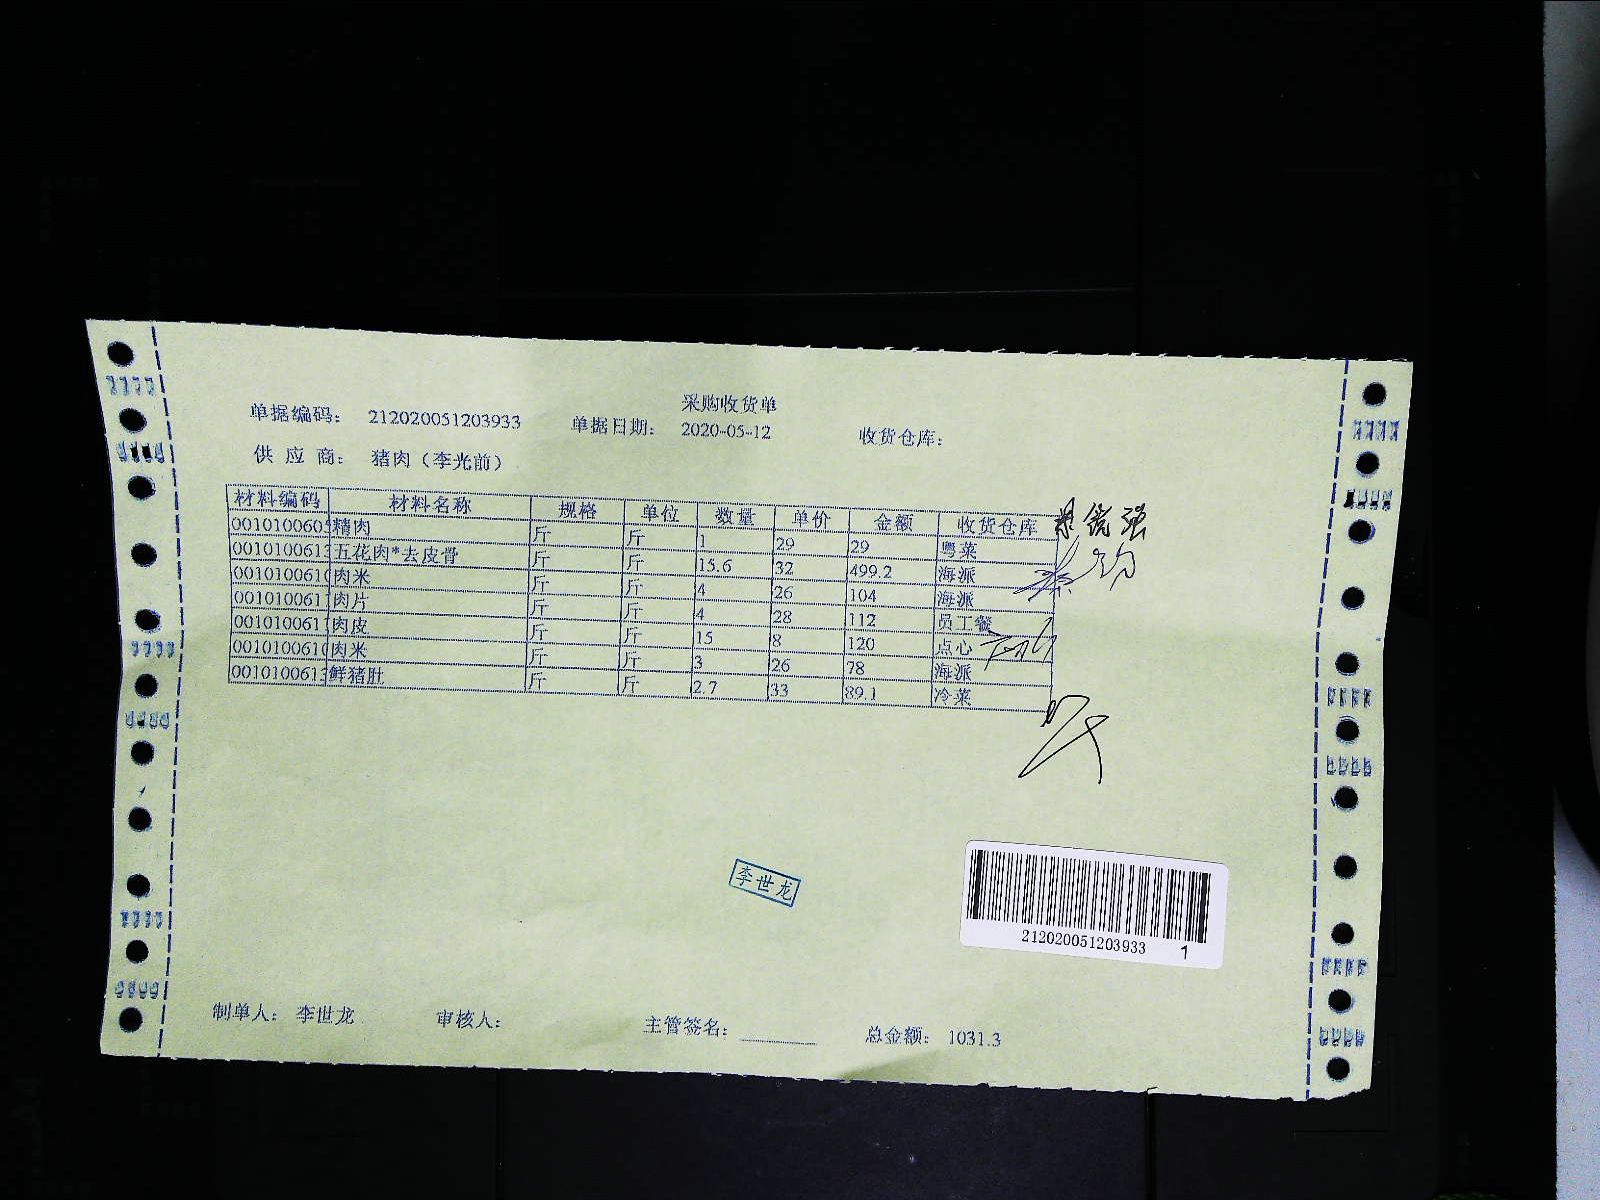 采购收货单
单据编码: 212020051203933 单据日期: 2020-05-12 收货仓库:
供 应 商: 猪肉（李光前）
材料编码 材料名称 规格 单位 数量 单价 金额 收货仓库
0010100605 精肉 斤 斤 1 29 29 粤菜
0010100613 五花肉*去皮骨 斤 斤 15.6 32 499.2 海派
001010061 肉米 斤 斤 4 26 104 海派
001010061 肉片 斤 斤 4 28 112 员工餐
001010061 肉皮 斤 斤 15 8 120 点心
001010061 肉米 斤 斤 3 26 78 海派
0010100613 鲜猪肚 斤 斤 2.7 33 89.1 冷菜
李世龙
212020051203933 1
制单人: 李世龙 审核人: 主管签名: 总金额: 1031.3